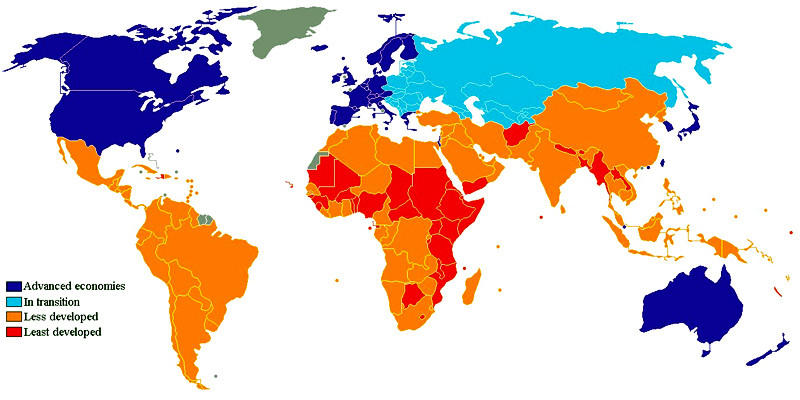 Advanced economies
In transition
Less developed
Least developed